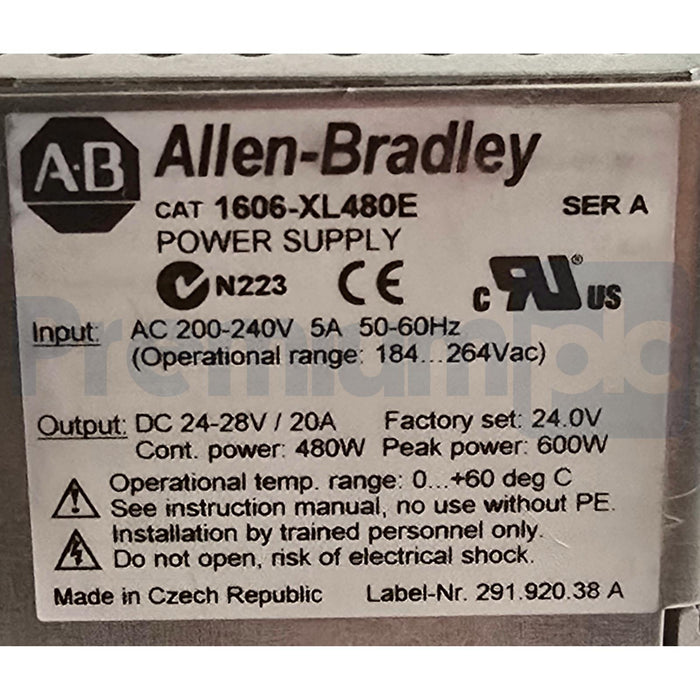 A·B Allen-Bradley
CAT 1606-XL480E SER A
POWER SUPPLY
N223 CE c RU ® US
Input: AC 200-240V 5A 50-60Hz
(Operational range: 184...264Vac)
Output: DC 24-28V / 20A Factory set: 24.0V
Cont. power: 480W Peak power: 600W
Operational temp. range: 0...+60 deg C
See instruction manual, no use without PE.
Installation by trained personnel only.
Do not open, risk of electrical shock.
Made in Czech Republic Label-Nr. 291.920.38 A
Premiumplc